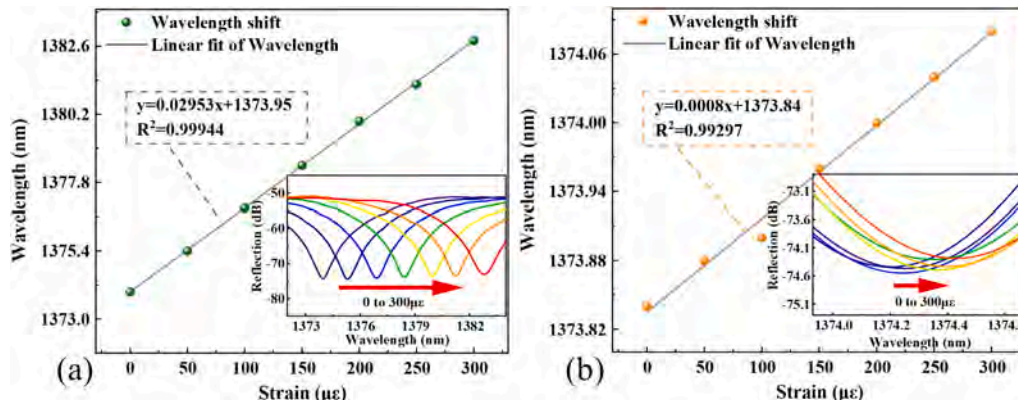 Wavelength shift
Linear fit of Wavelength
y=0.02953x+1373.95
R²=0.99944
Wavelength (nm)
1382.6
1380.2
1377.8
1375.4
1373.0
0 50 100 150 200 250 300
Strain (με)
(a)
Reflection (dB)
-50
-60
-70
-80
0 to 300με
1373 1376 1379 1382
Wavelength (nm)
Wavelength shift
Linear fit of Wavelength
y=0.0008x+1373.84
R²=0.99297
Wavelength (nm)
1374.06
1374.00
1373.94
1373.88
1373.82
0 50 100 150 200 250 300
Strain (με)
(b)
Reflection (dB)
-73.1
-73.6
-74.1
-74.6
-75.1
0 to 300με
1374.0 1374.2 1374.4
Wavelength (nm)